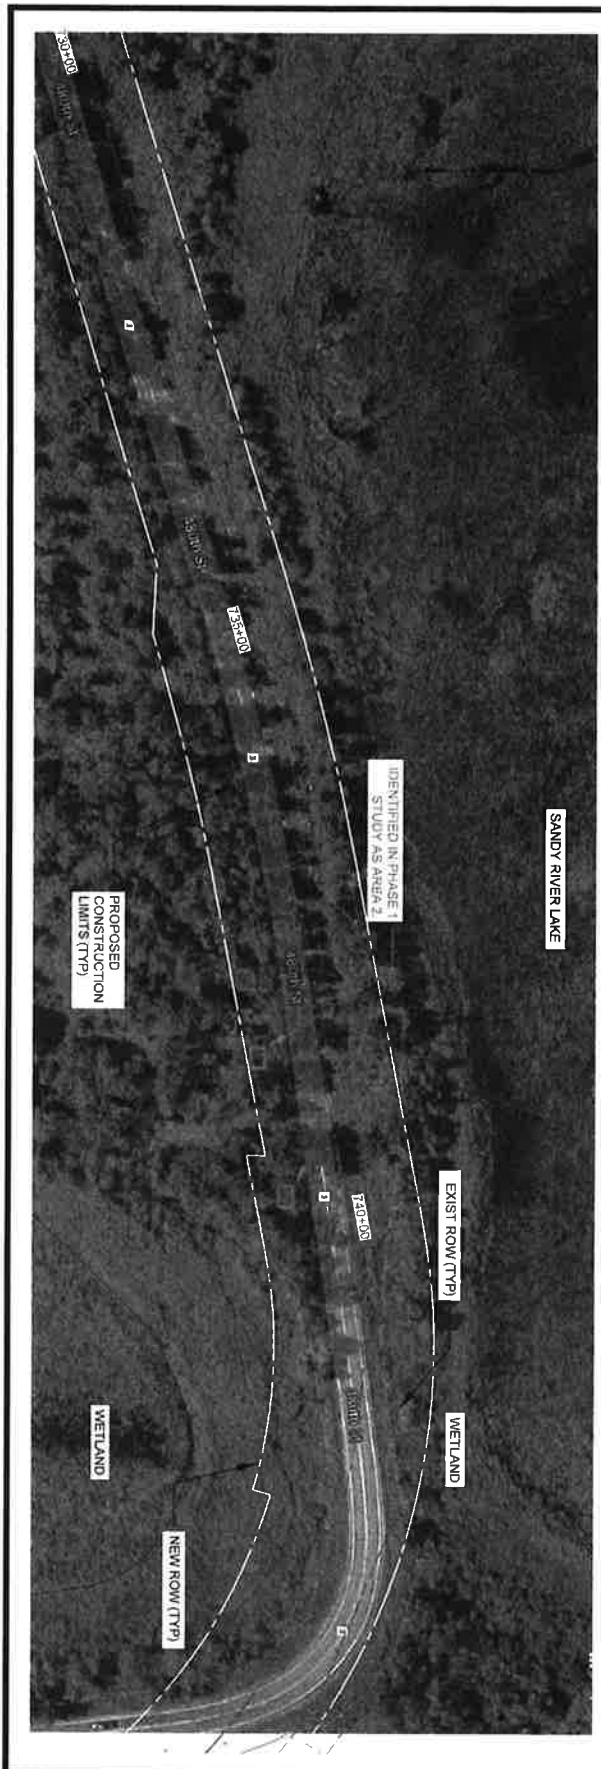 730+00
735+00
IDENTIFIED IN PHASE 1
STUDY AS AREA 2
SANDY RIVER LAKE
PROPOSED
CONSTRUCTION
LIMITS (TYP)
740+00
EXIST ROW (TYP)
WETLAND
WETLAND
NEW ROW (TYP)